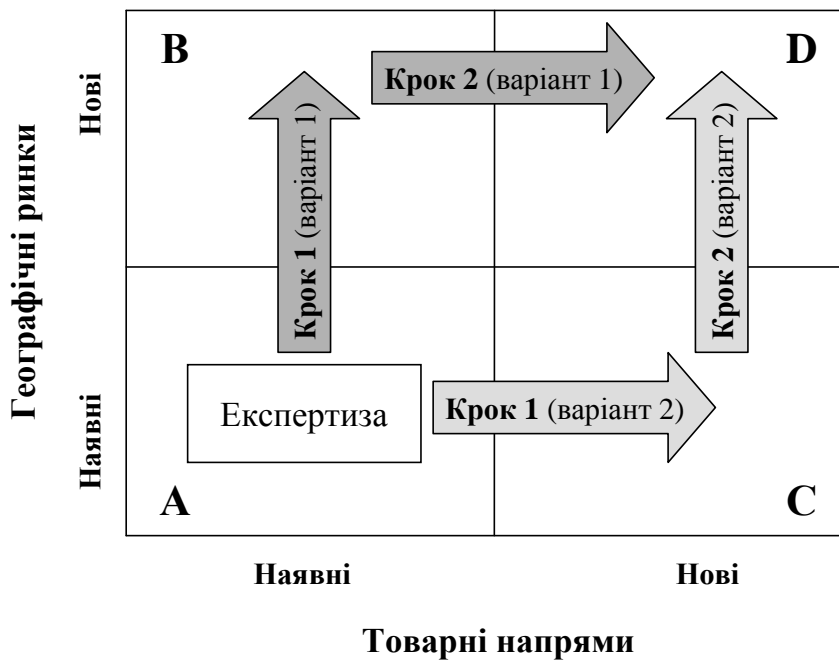 B
D
Крок 2 (варіант 1)
Нові
Крок 1 (варіант 1)
Крок 2 (варіант 2)
Географічні ринки
Експертиза
Крок 1 (варіант 2)
Наявні
A
C
Наявні
Нові
Товарні напрями